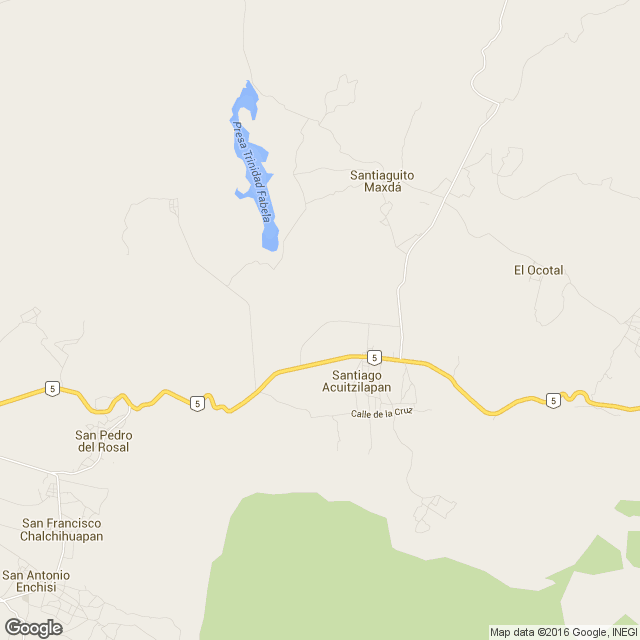 Presa Trinidad Fabela
Santiaguito
Maxdá
El Ocotal
5
Santiago
Acuitzilapan
5
5
5
Calle de la Cruz
San Pedro
del Rosal
San Francisco
Chalchihuapan
San Antonio
Enchisi
Google
Map data ©2016 Google, INEGI